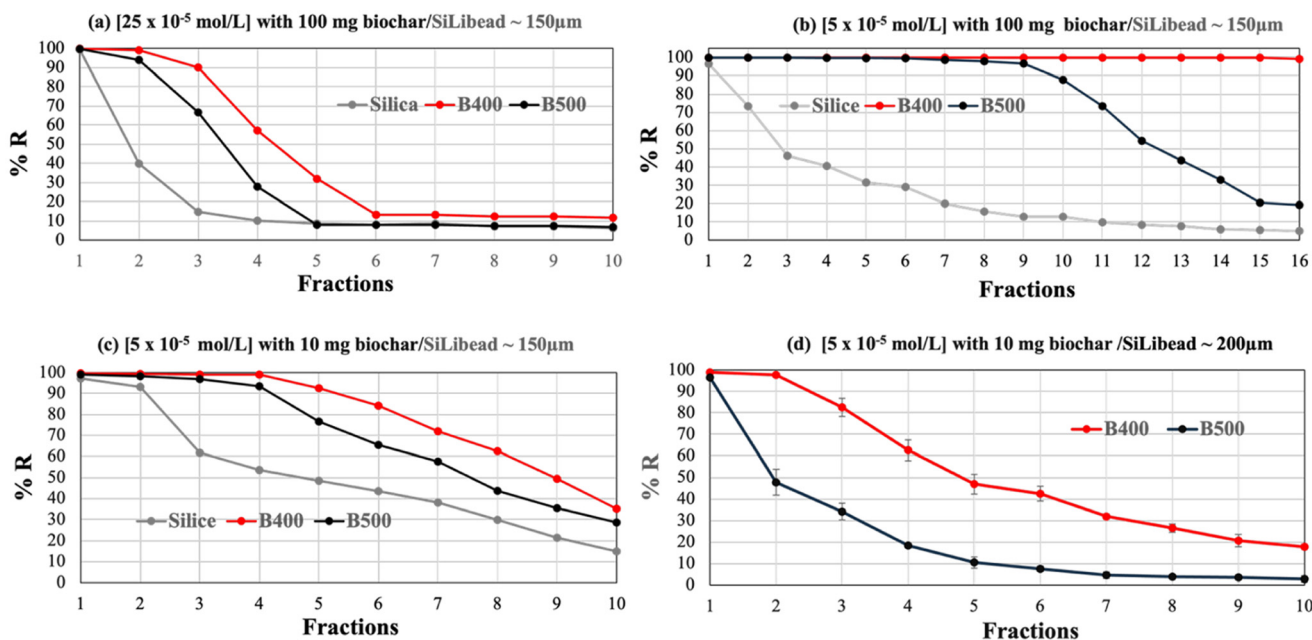 (a) [25 x 10-5 mol/L] with 100 mg biochar/SiLibead ~ 150µm
100
90
80
70
60
50
40
30
20
10
0
% R
Silica B400 B500
1 2 3 4 5 6 7 8 9 10
Fractions
(b) [5 x 10-5 mol/L] with 100 mg biochar/SiLibead ~ 150µm
100
90
80
70
60
50
40
30
20
10
0
% R
Silice B400 B500
1 2 3 4 5 6 7 8 9 10 11 12 13 14 15 16
Fractions
(c) [5 x 10-5 mol/L] with 10 mg biochar/SiLibead ~ 150µm
100
90
80
70
60
50
40
30
20
10
0
% R
Silice B400 B500
1 2 3 4 5 6 7 8 9 10
Fractions
(d) [5 x 10-5 mol/L] with 10 mg biochar /SiLibead ~ 200µm
100
90
80
70
60
50
40
30
20
10
0
% R
B400 B500
1 2 3 4 5 6 7 8 9 10
Fractions